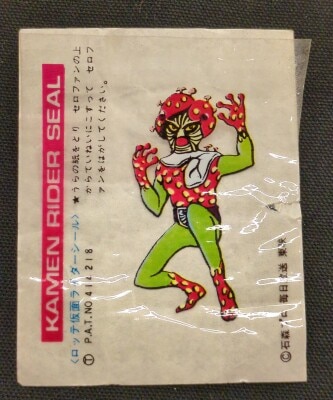 KAMEN RIDER SEAL
★うらの紙をとり セロファンの上
からていねいにこすって セロフ
ァンをはがしてください。
〈ロッテ仮面ライダーシール〉
Ⓣ P.A.T.NO 414218
©石森プロ 毎日放送 東映